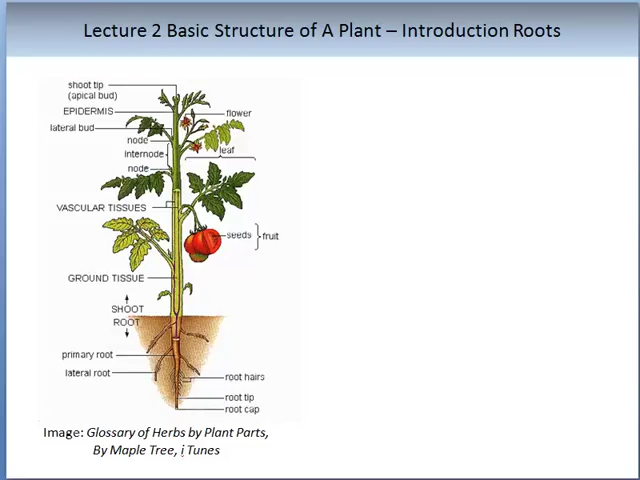 Lecture 2 Basic Structure of A Plant – Introduction Roots
shoot tip
(apical bud)
EPIDERMIS
flower
lateral bud
node
internode
leaf
node
VASCULAR TISSUES
seeds
fruit
GROUND TISSUE
SHOOT
ROOT
primary root
lateral root
root hairs
root tip
root cap
Image: Glossary of Herbs by Plant Parts,
By Maple Tree, i Tunes